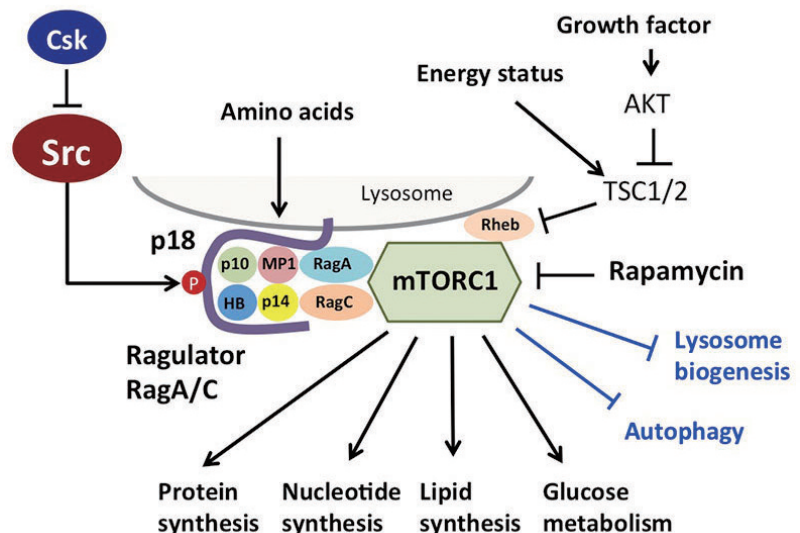 Csk
Src
Growth factor
Energy status
AKT
Amino acids
TSC1/2
Lysosome
Rheb
p18
p10
MP1
RagA
P
HB
p14
RagC
mTORC1
Rapamycin
Ragulator
RagA/C
Lysosome
biogenesis
Autophagy
Protein
synthesis
Nucleotide
synthesis
Lipid
synthesis
Glucose
metabolism